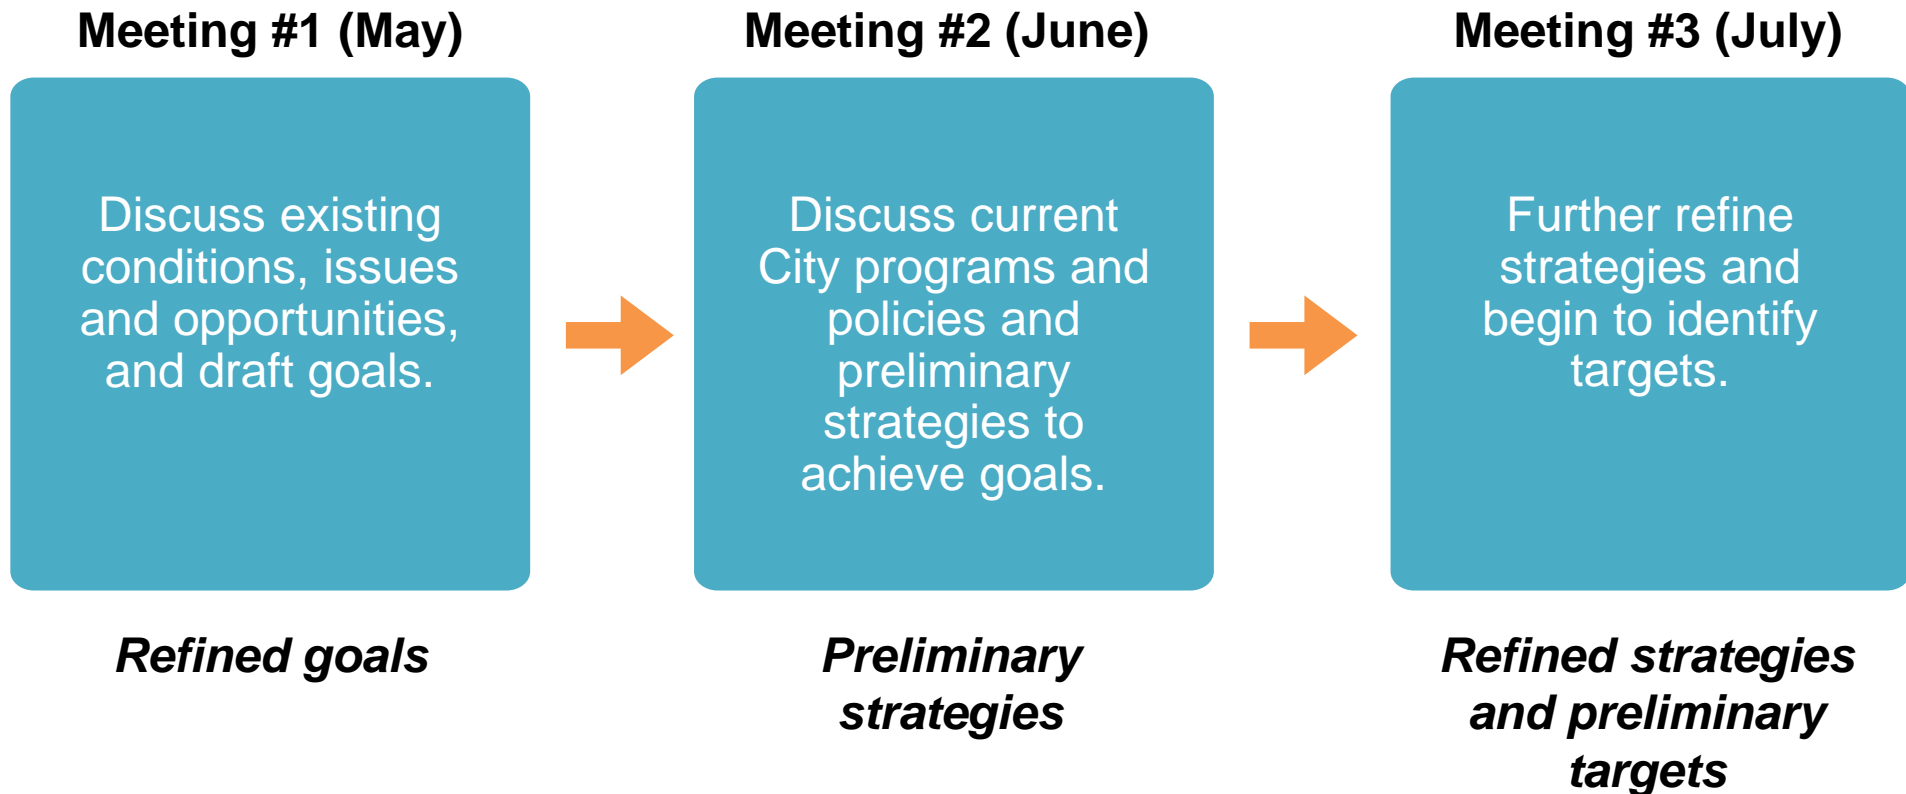 Meeting #1 (May)
Discuss existing
conditions, issues
and opportunities,
and draft goals.
Refined goals
Meeting #2 (June)
Discuss current
City programs and
policies and
preliminary
strategies to
achieve goals.
Preliminary
strategies
Meeting #3 (July)
Further refine
strategies and
begin to identify
targets.
Refined strategies
and preliminary
targets